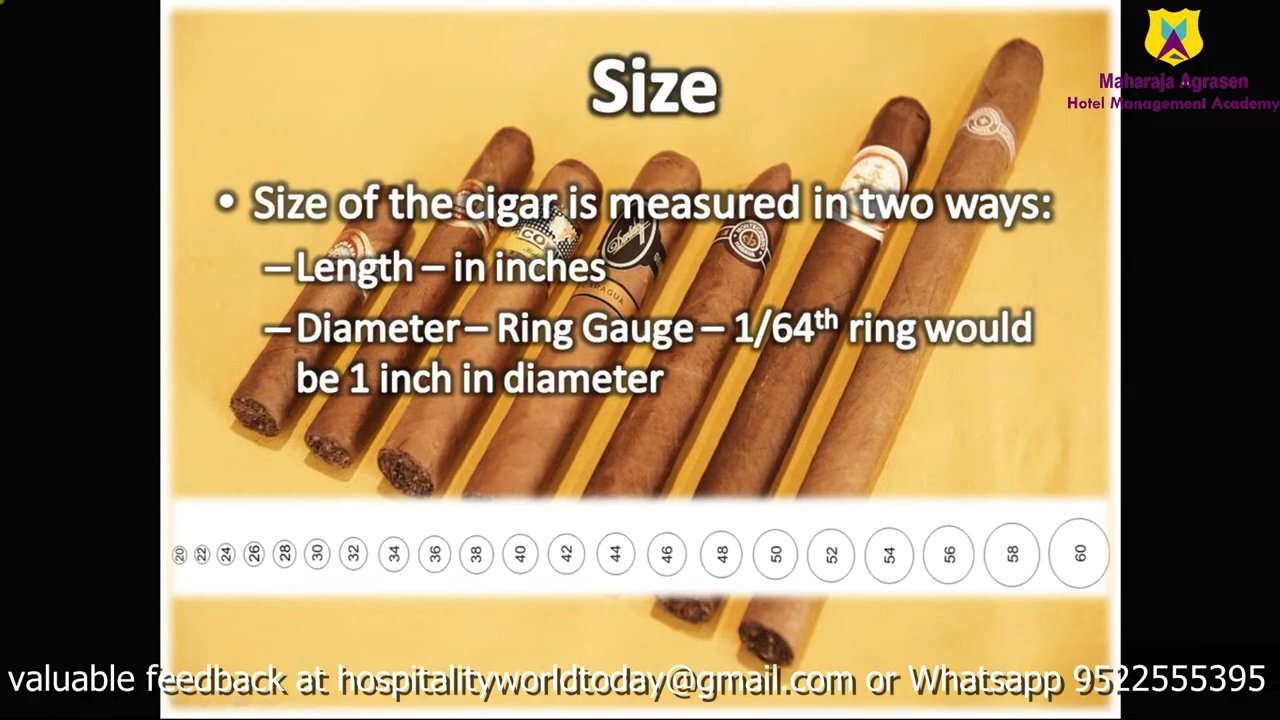 Maharaja Agrasen
Hotel Management Academy
Size
• Size of the cigar is measured in two ways:
–Length – in inches
–Diameter – Ring Gauge – 1/64th ring would
be 1 inch in diameter
20 22 24 26 28 30 32 34 36 38 40 42 44 46 48 50 52 54 56 58 60
valuable feedback at hospitalityworldtoday@gmail.com or Whatsapp 9522555395